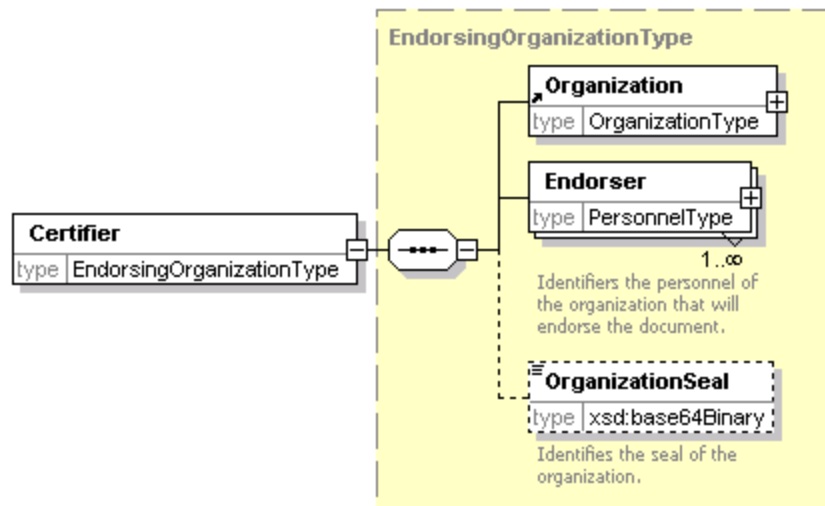 EndorsingOrganizationType
Organization
type OrganizationType
Endorser
type PersonnelType
1..∞
Identifiers the personnel of
the organization that will
endorse the document.
Certifier
type EndorsingOrganizationType
OrganizationSeal
type xsd:base64Binary
Identifies the seal of the
organization.